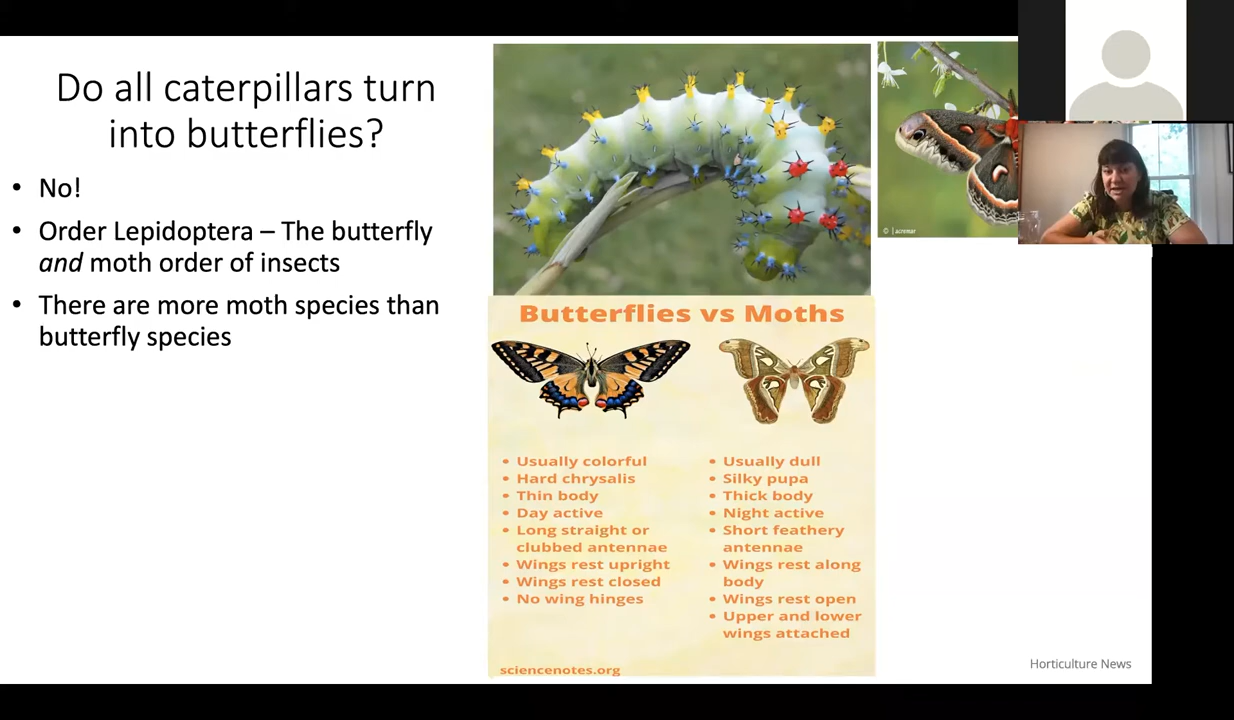 Do all caterpillars turn
into butterflies?
• No!
• Order Lepidoptera – The butterfly
and moth order of insects
• There are more moth species than
butterfly species
© | acremar
Butterflies vs Moths
• Usually colorful
• Hard chrysalis
• Thin body
• Day active
• Long straight or
clubbed antennae
• Wings rest upright
• Wings rest closed
• No wing hinges
• Usually dull
• Silky pupa
• Thick body
• Night active
• Short feathery
antennae
• Wings rest along
body
• Wings rest open
• Upper and lower
wings attached
sciencenotes.org
Horticulture News